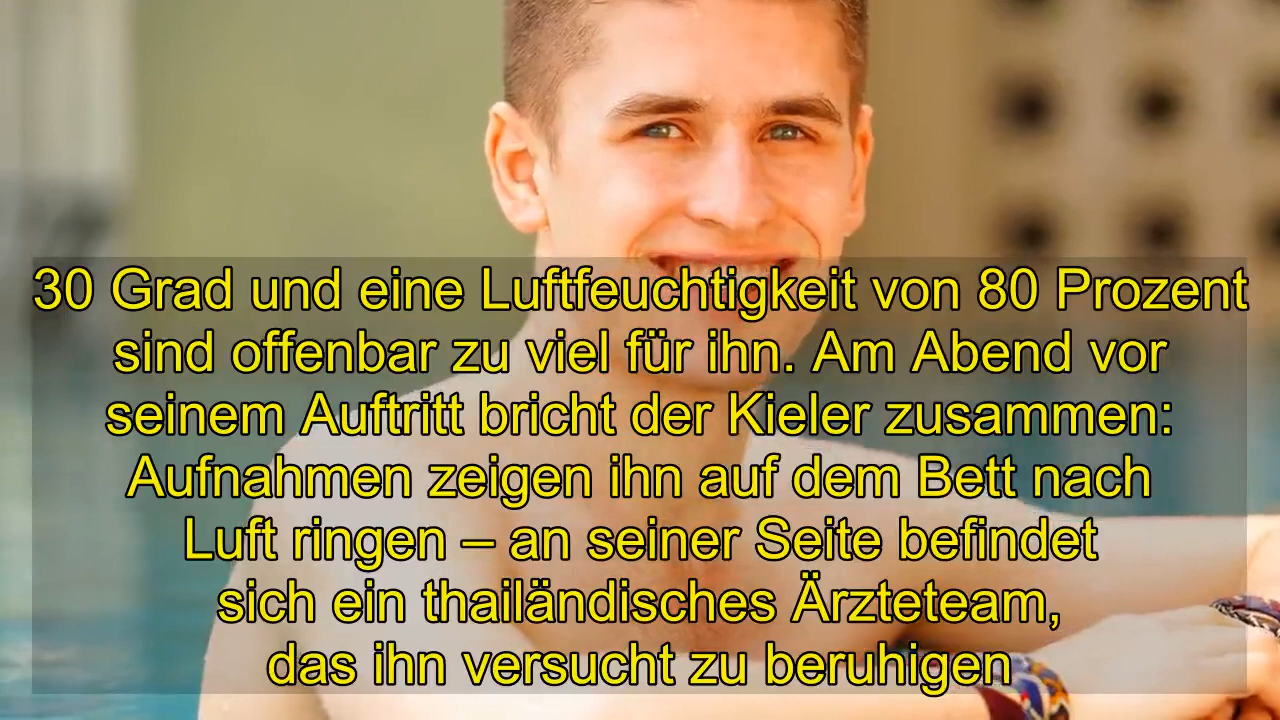 30 Grad und eine Luftfeuchtigkeit von 80 Prozent
sind offenbar zu viel für ihn. Am Abend vor
seinem Auftritt bricht der Kieler zusammen:
Aufnahmen zeigen ihn auf dem Bett nach
Luft ringen – an seiner Seite befindet
sich ein thailändisches Ärzteteam,
das ihn versucht zu beruhigen